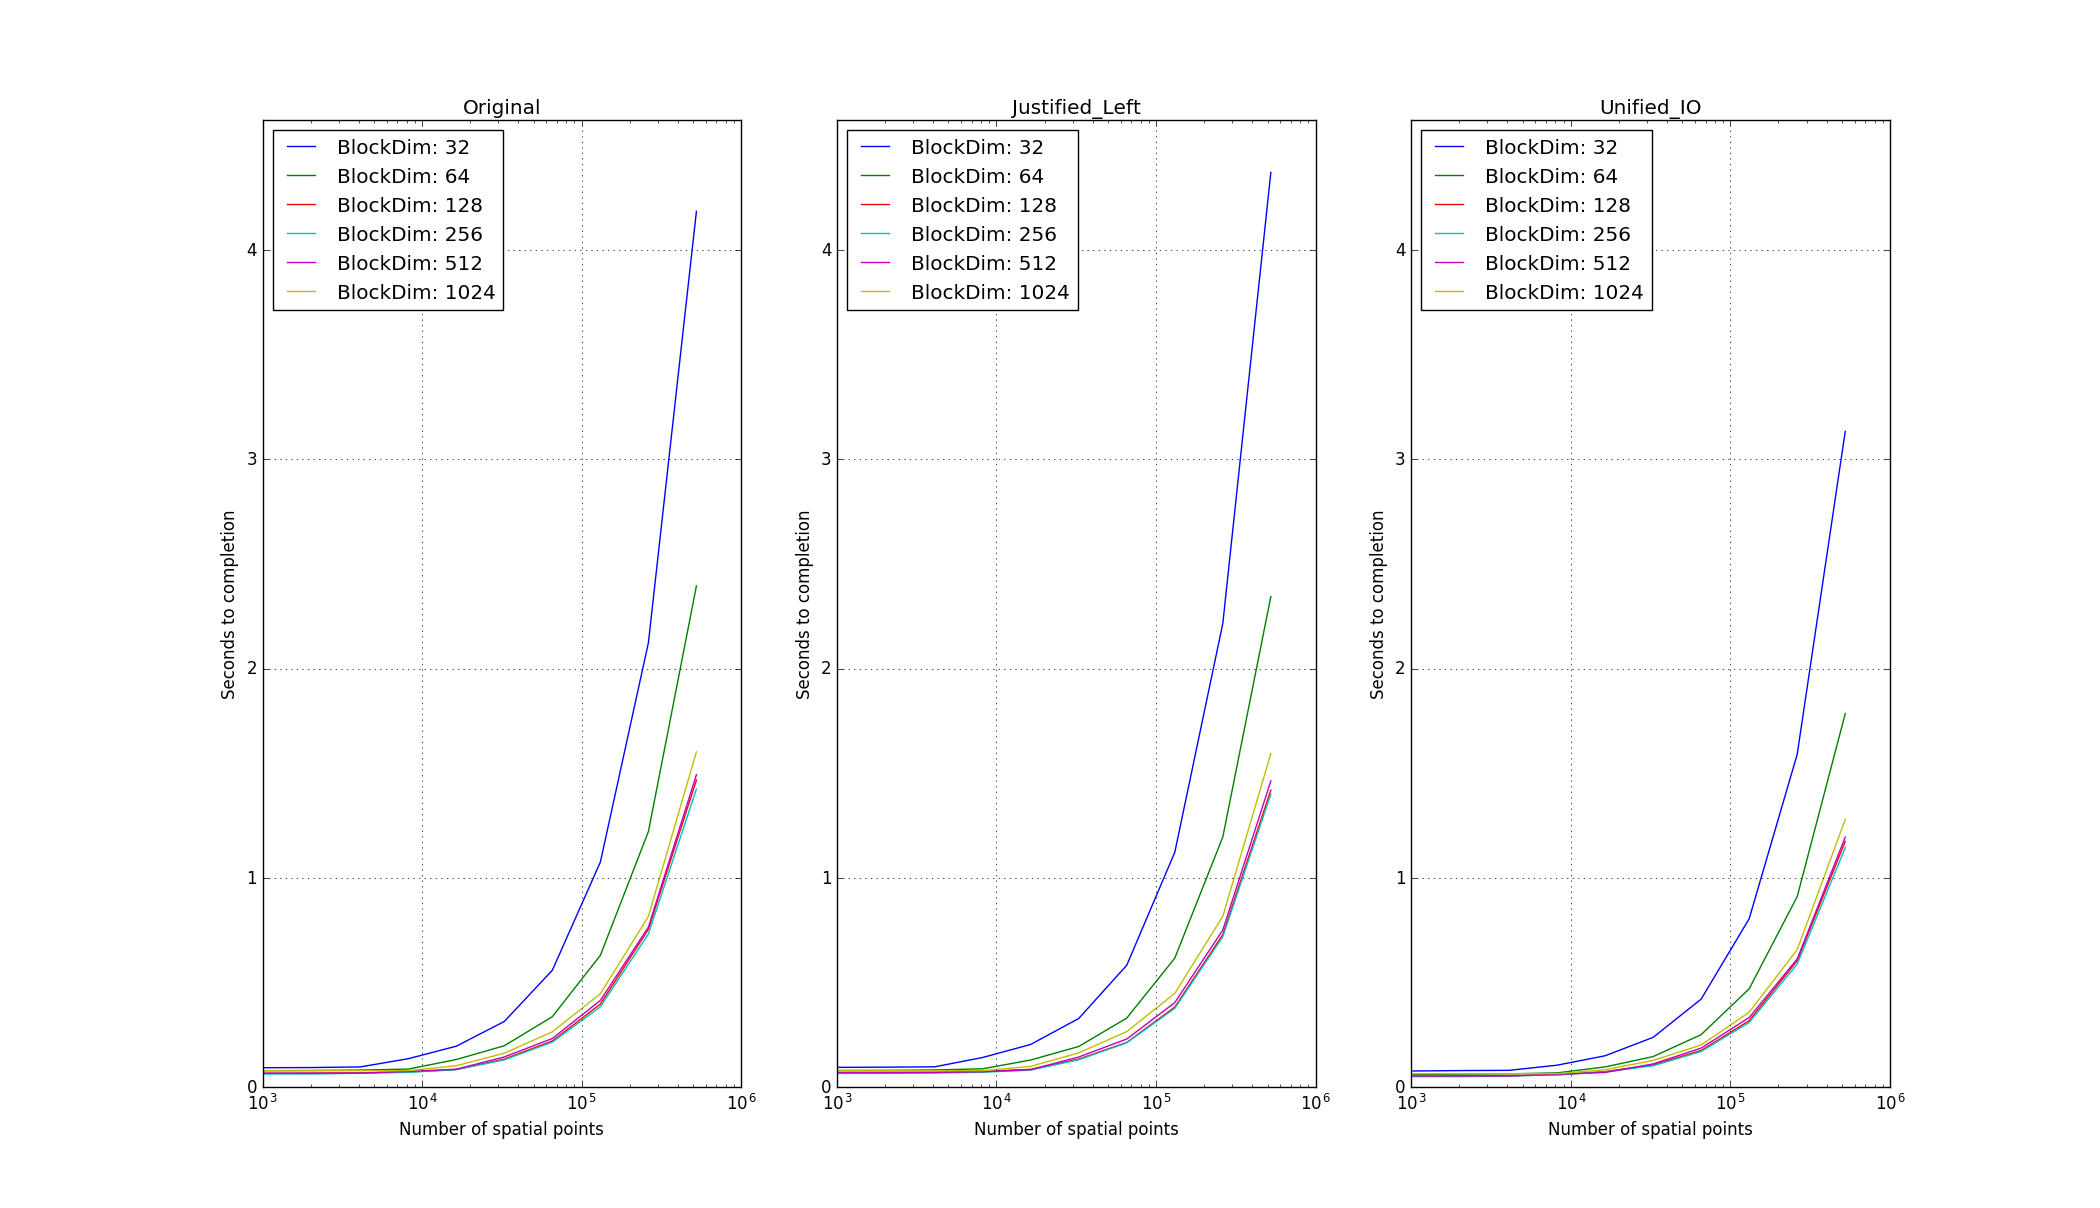 Original
BlockDim: 32
BlockDim: 64
BlockDim: 128
BlockDim: 256
BlockDim: 512
BlockDim: 1024
4
3
2
1
0
Seconds to completion
10³ 10⁴ 10⁵ 10⁶
Number of spatial points
Justified_Left
BlockDim: 32
BlockDim: 64
BlockDim: 128
BlockDim: 256
BlockDim: 512
BlockDim: 1024
4
3
2
1
0
Seconds to completion
10³ 10⁴ 10⁵ 10⁶
Number of spatial points
Unified_IO
BlockDim: 32
BlockDim: 64
BlockDim: 128
BlockDim: 256
BlockDim: 512
BlockDim: 1024
4
3
2
1
0
Seconds to completion
10³ 10⁴ 10⁵ 10⁶
Number of spatial points